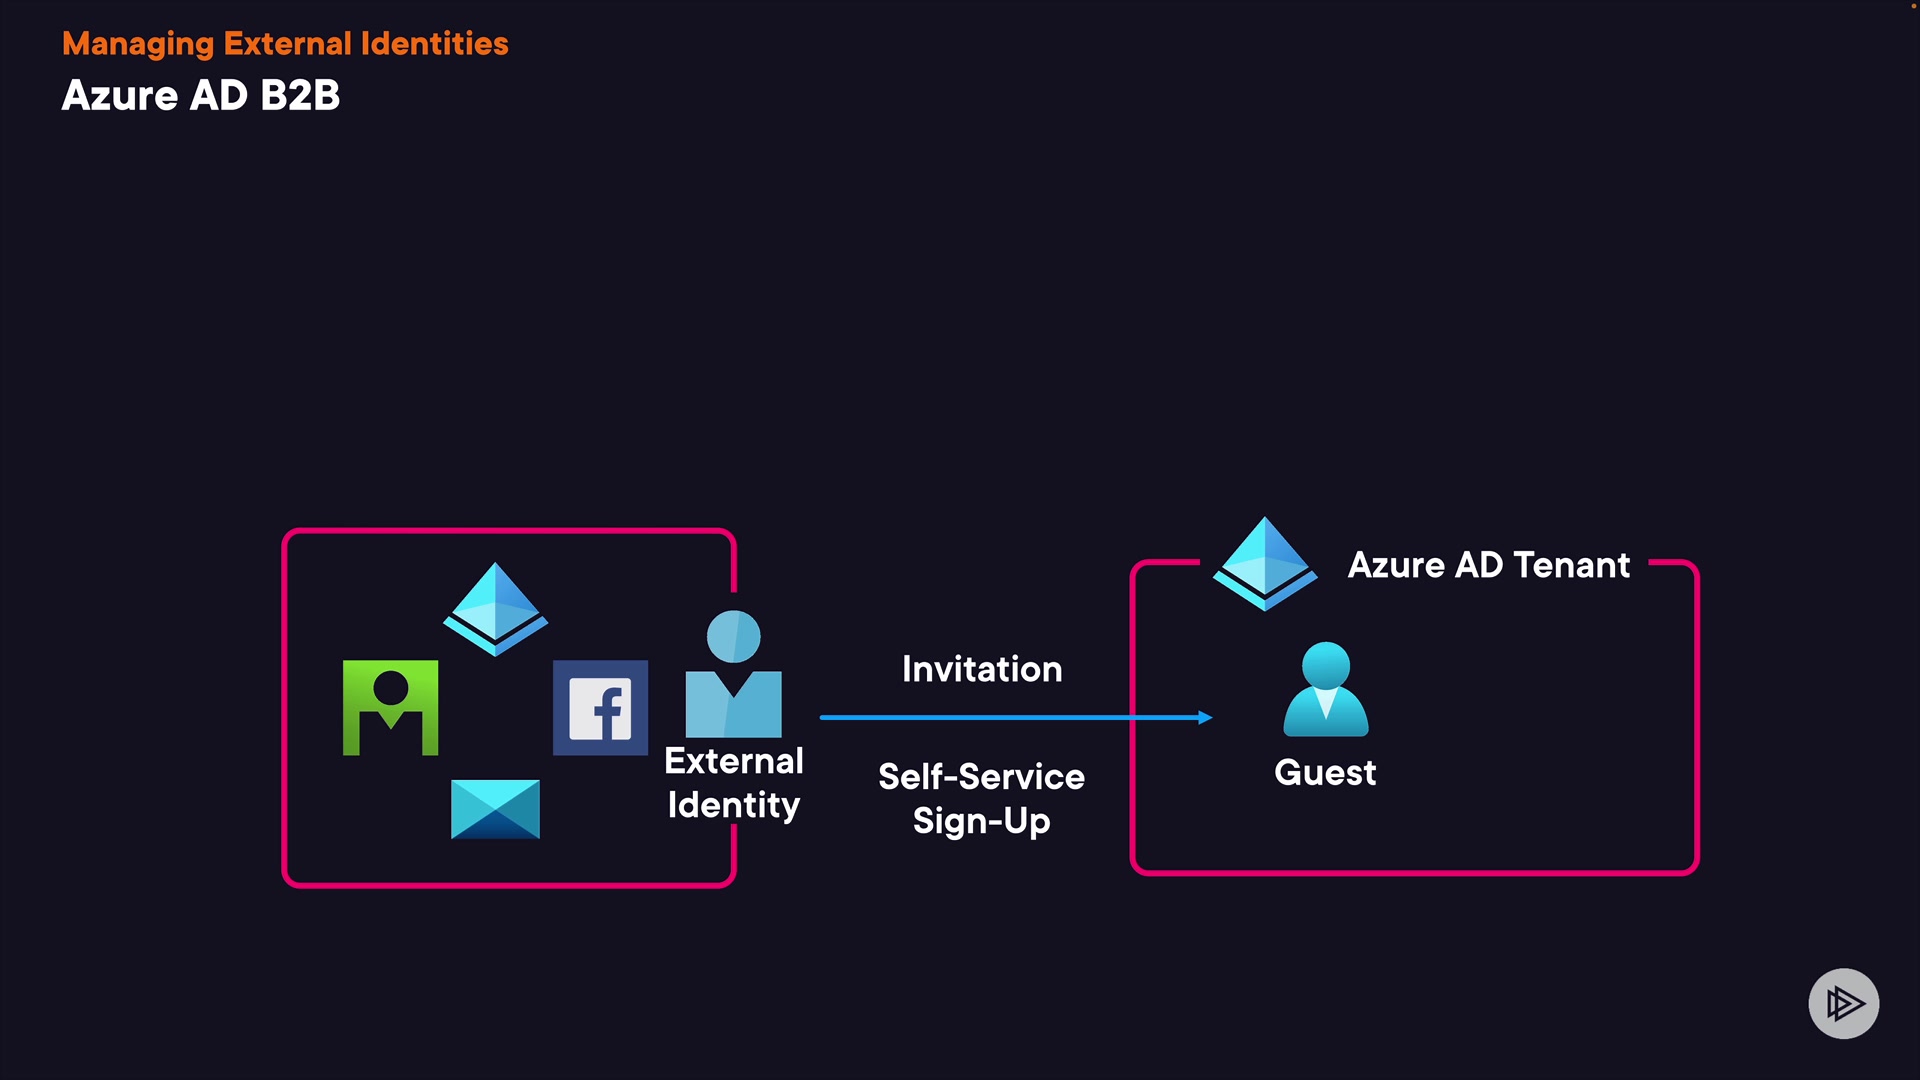 Managing External Identities
Azure AD B2B
Azure AD Tenant
External
Identity
Invitation
Self-Service
Sign-Up
Guest